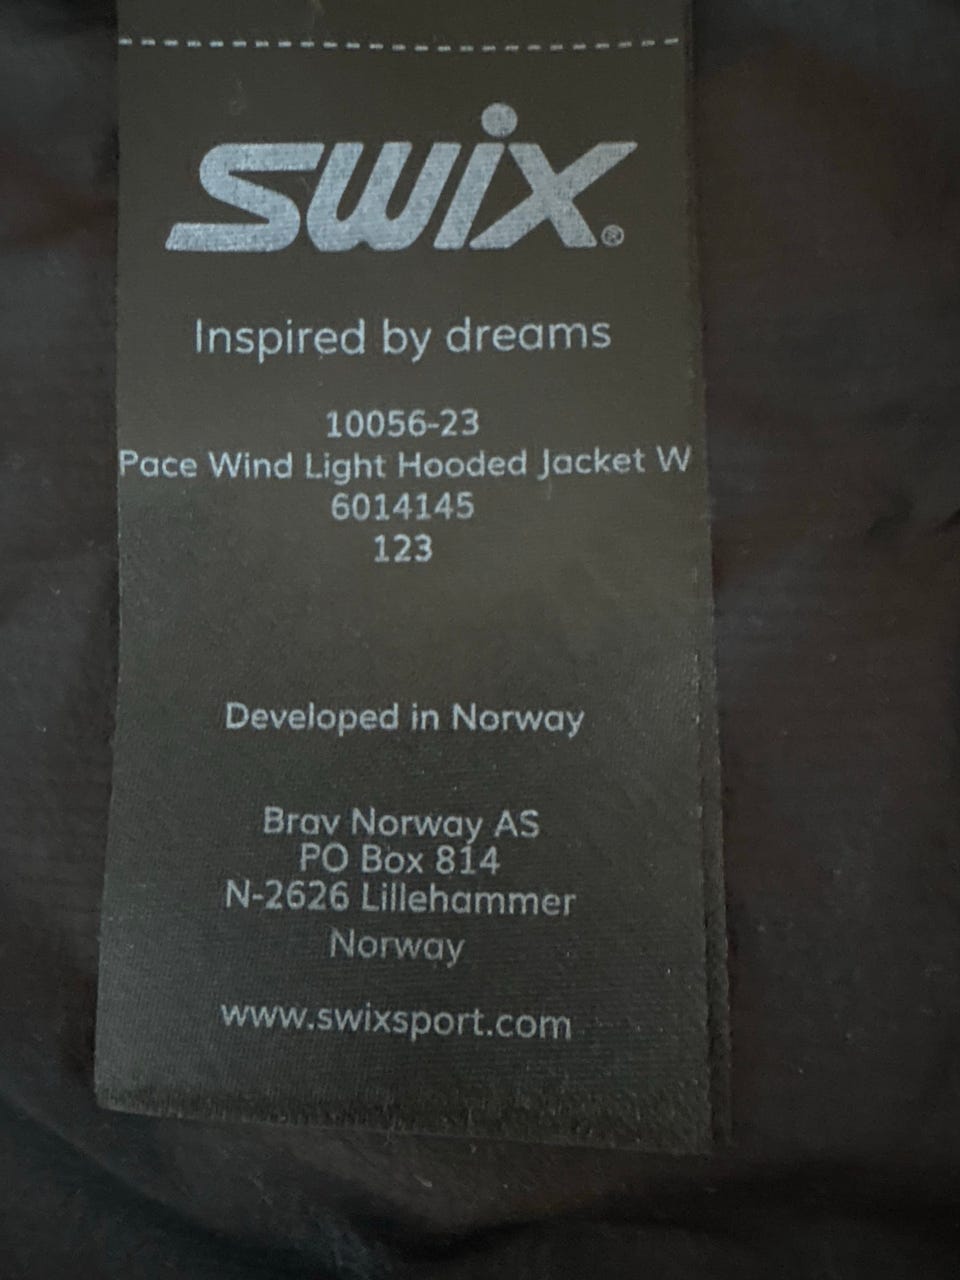 swix®
Inspired by dreams
10056-23
Pace Wind Light Hooded Jacket W
6014145
123
Developed in Norway
Brav Norway AS
PO Box 814
N-2626 Lillehammer
Norway
www.swixsport.com